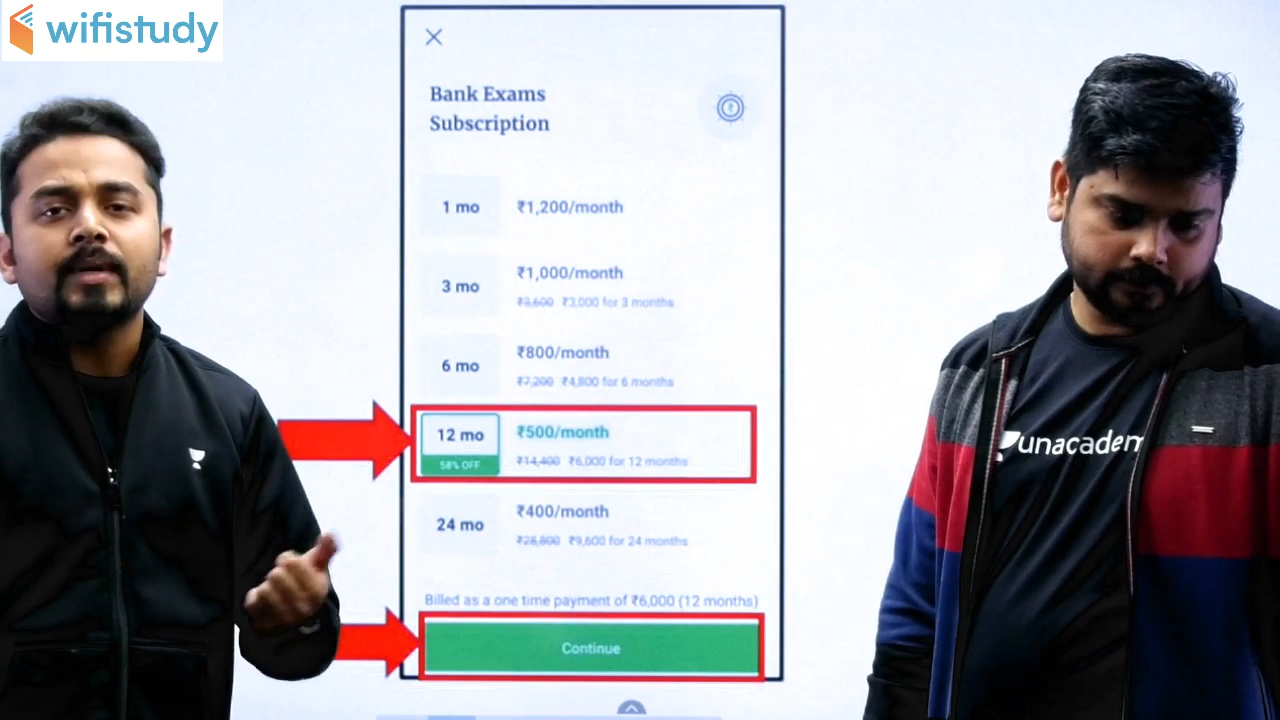 wifistudy
Bank Exams
Subscription
1 mo
₹1,200/month
3 mo
₹1,000/month
₹3,600 ₹3,000 for 3 months
6 mo
₹800/month
₹7,200 ₹4,800 for 6 months
12 mo
58% OFF
₹500/month
₹14,400 ₹6,000 for 12 months
24 mo
₹400/month
₹28,800 ₹9,600 for 24 months
Billed as a one time payment of ₹6,000 (12 months)
Continue
unacadem